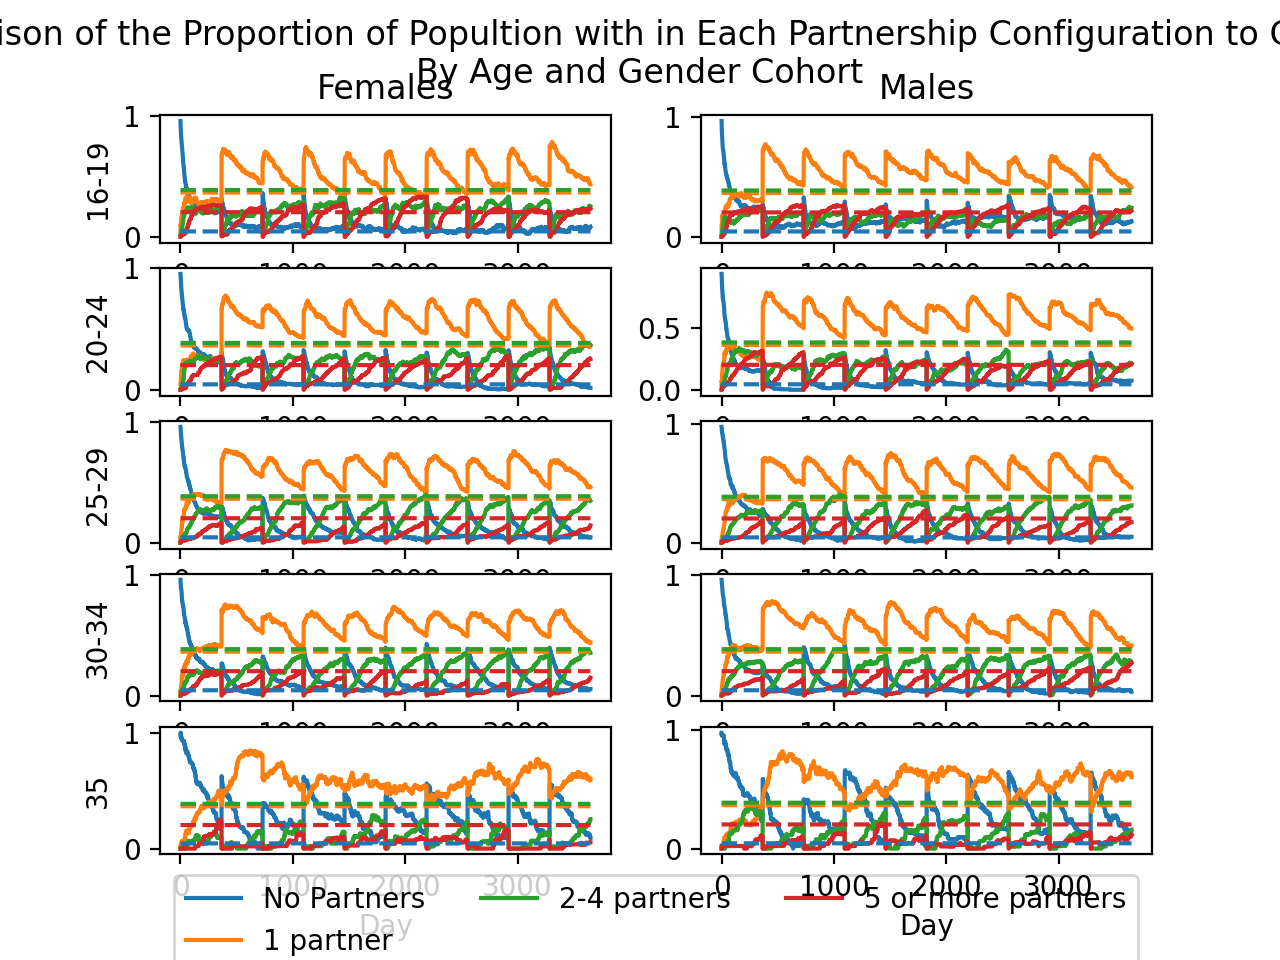 ison of the Proportion of Popultion with in Each Partnership Configuration to
By Age and Gender Cohort
Females
Males
1
0
16-19
1
0
1
0
20-24
0.5
0.0
1
0
25-29
1
0
1
0
30-34
1
0
1
0
35
1
0
0 1000 2000 3000
Day
0 1000 2000 3000
Day
No Partners
2-4 partners
5 or more partners
1 partner